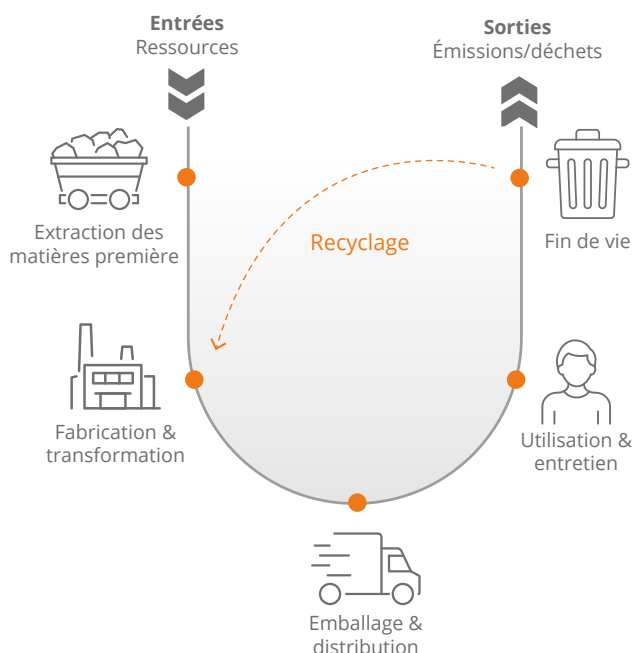 Entrées
Ressources
Sorties
Émissions/déchets
Extraction des
matières première
Recyclage
Fin de vie
Fabrication &
transformation
Utilisation &
entretien
Emballage &
distribution